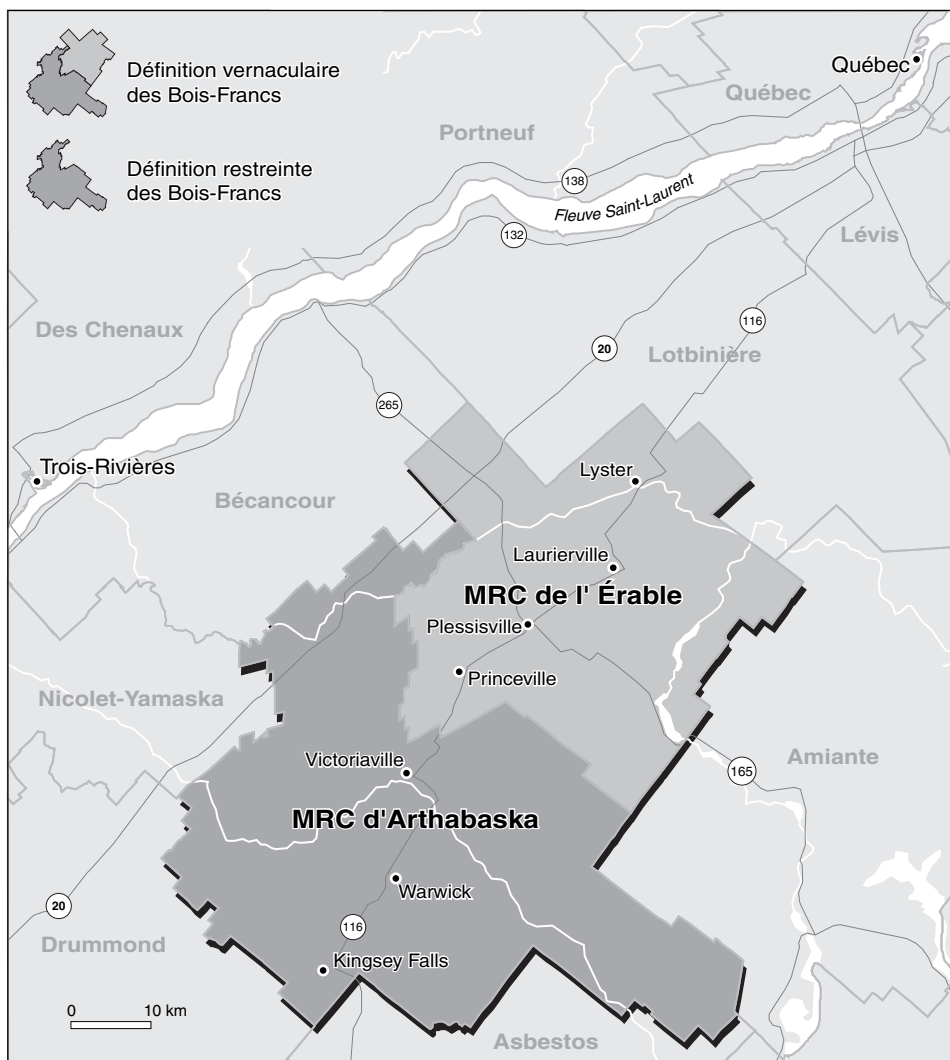 Définition vernaculaire
des Bois-Francs
Définition restreinte
des Bois-Francs
Québec
Québec
Portneuf
138
Fleuve Saint-Laurent
132
Lévis
116
Des Chenaux
20
Lotbinière
265
Trois-Rivières
Lyster
Bécancour
Laurierville
MRC de l' Érable
Plessisville
Princeville
Nicolet-Yamaska
Victoriaville
Amiante
165
MRC d'Arthabaska
Warwick
20
116
Drummond
Kingsey Falls
0 10 km
Asbestos